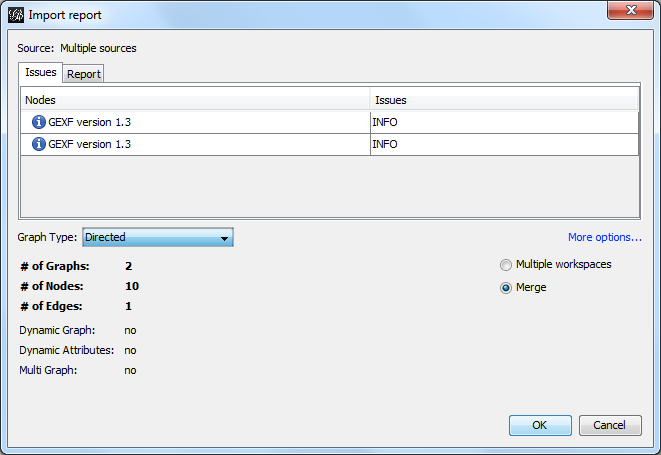 Import report
Source: Multiple sources
Issues Report
Nodes Issues
GEXF version 1.3 INFO
GEXF version 1.3 INFO
Graph Type: Directed More options...
# of Graphs: 2
Multiple workspaces
# of Nodes: 10
Merge
# of Edges: 1
Dynamic Graph: no
Dynamic Attributes: no
Multi Graph: no
OK Cancel